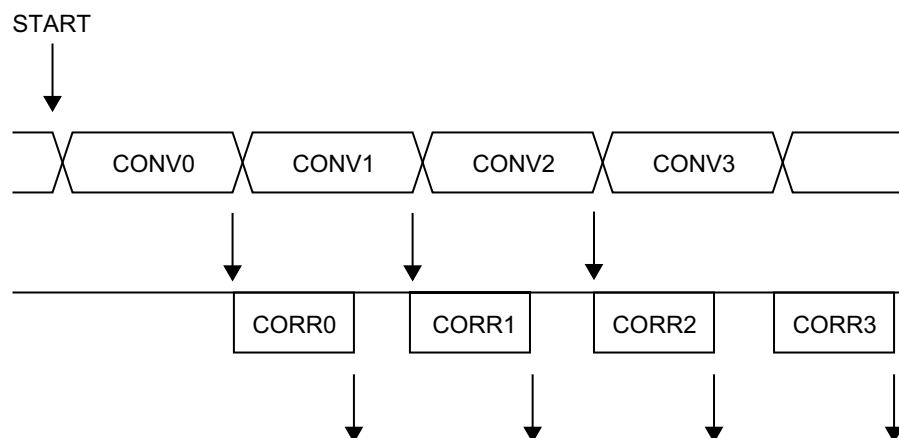 START
CONV0 CONV1 CONV2 CONV3
CORR0 CORR1 CORR2 CORR3